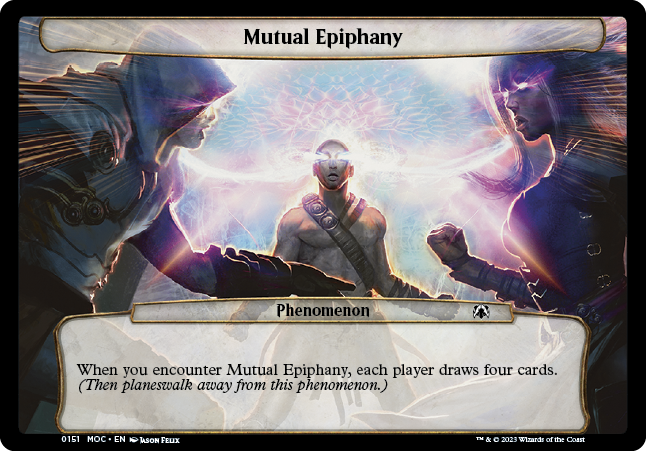 Mutual Epiphany
Phenomenon
When you encounter Mutual Epiphany, each player draws four cards.
(Then planeswalk away from this phenomenon.)
0151 MOC • EN Jason Felix
™ & © 2023 Wizards of the Coast